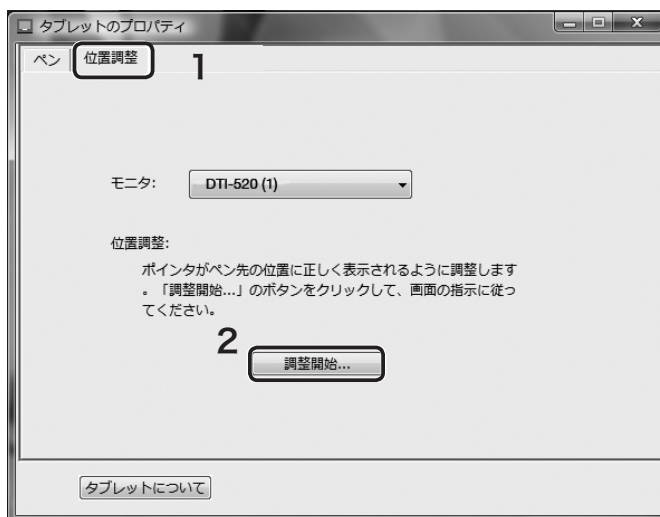 タブレットのプロパティ
ペン
位置調整
1
モニタ:
DTI-520 (1)
位置調整:
ポインタがペン先の位置に正しく表示されるように調整します
。「調整開始...」のボタンをクリックして、画面の指示に従っ
てください。
2
調整開始...
タブレットについて